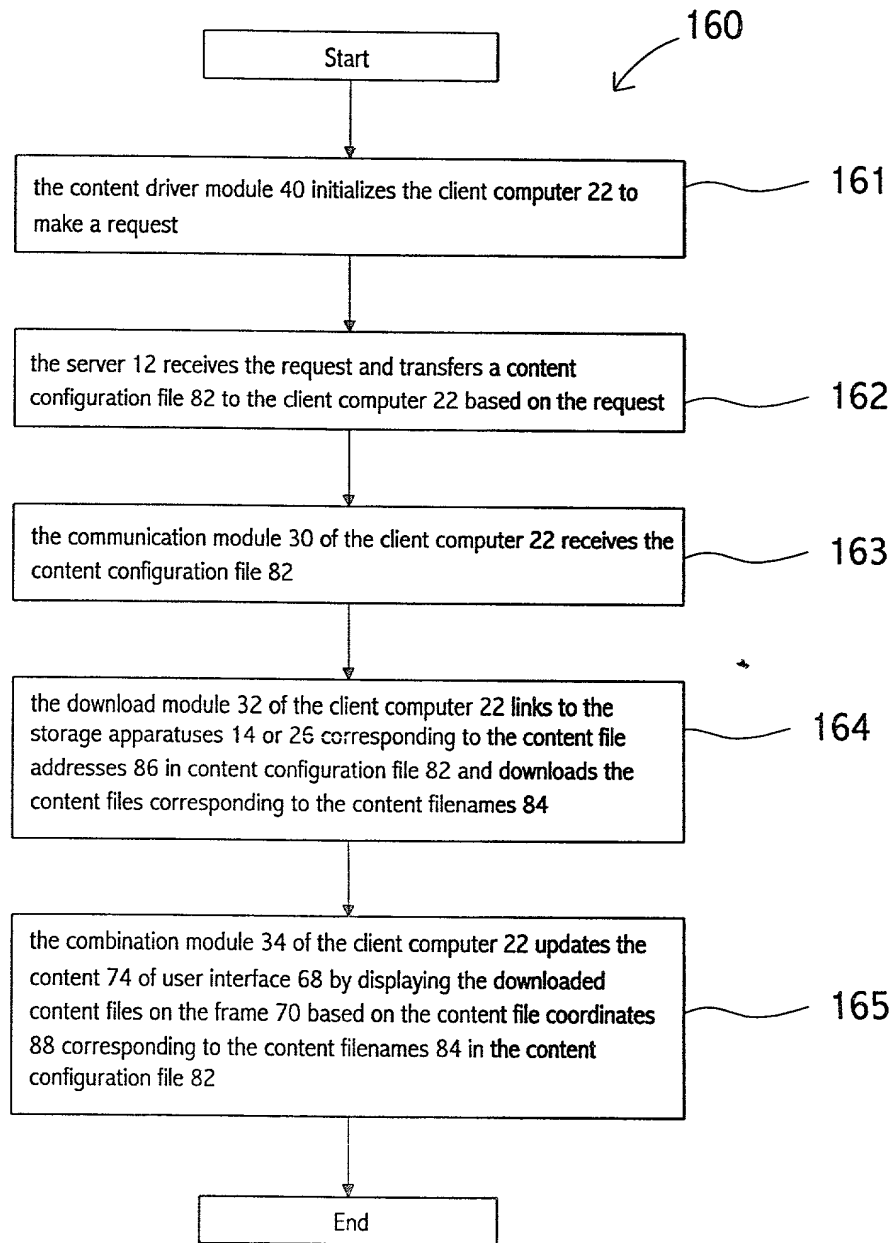 160
Start
the content driver module 40 initializes the client computer 22 to
make a request
161
the server 12 receives the request and transfers a content
configuration file 82 to the client computer 22 based on the request
162
the communication module 30 of the client computer 22 receives the
content configuration file 82
163
the download module 32 of the client computer 22 links to the
storage apparatuses 14 or 26 corresponding to the content file
addresses 86 in content configuration file 82 and downloads the
content files corresponding to the content filenames 84
164
the combination module 34 of the client computer 22 updates the
content 74 of user interface 68 by displaying the downloaded
content files on the frame 70 based on the content file coordinates
88 corresponding to the content filenames 84 in the content
configuration file 82
165
End